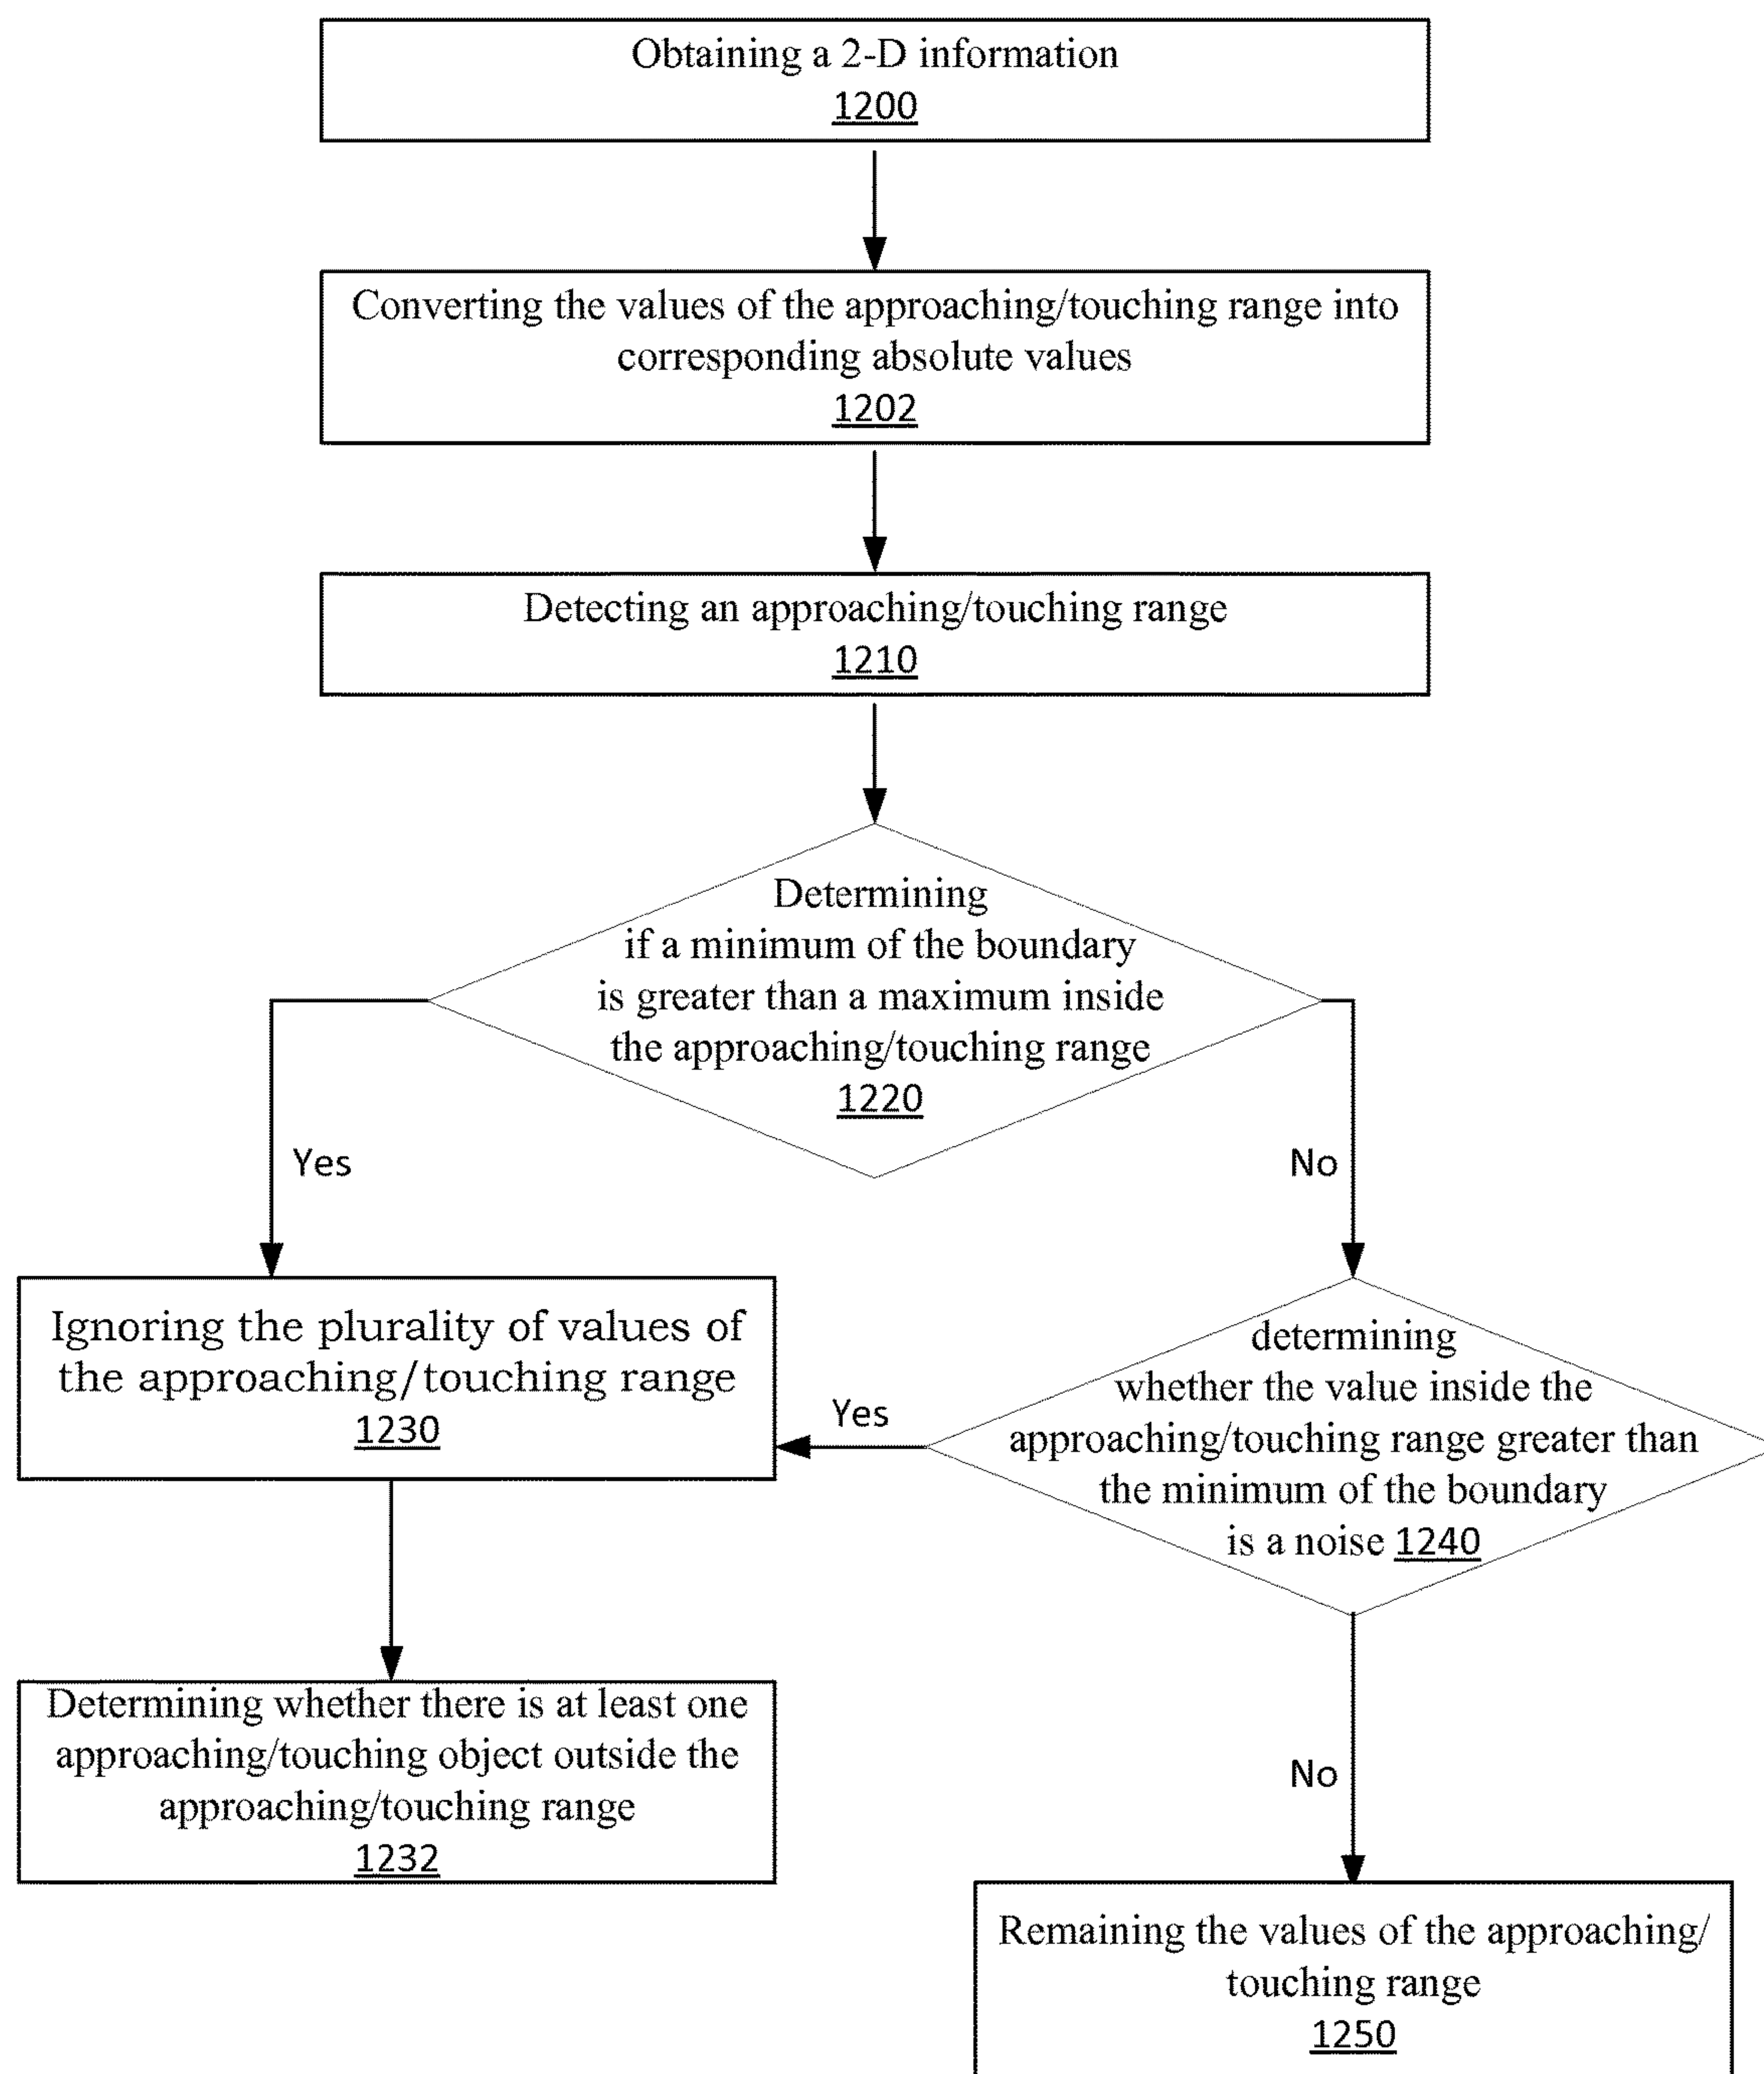 Obtaining a 2-D information
1200
Converting the values of the approaching/touching range into
corresponding absolute values
1202
Detecting an approaching/touching range
1210
Determining
if a minimum of the boundary
is greater than a maximum inside
the approaching/touching range
1220
Yes
No
Ignoring the plurality of values of
the approaching/touching range
1230
Yes
determining
whether the value inside the
approaching/touching range greater than
the minimum of the boundary
is a noise 1240
Determining whether there is at least one
approaching/touching object outside the
approaching/touching range
1232
No
Remaining the values of the approaching/
touching range
1250